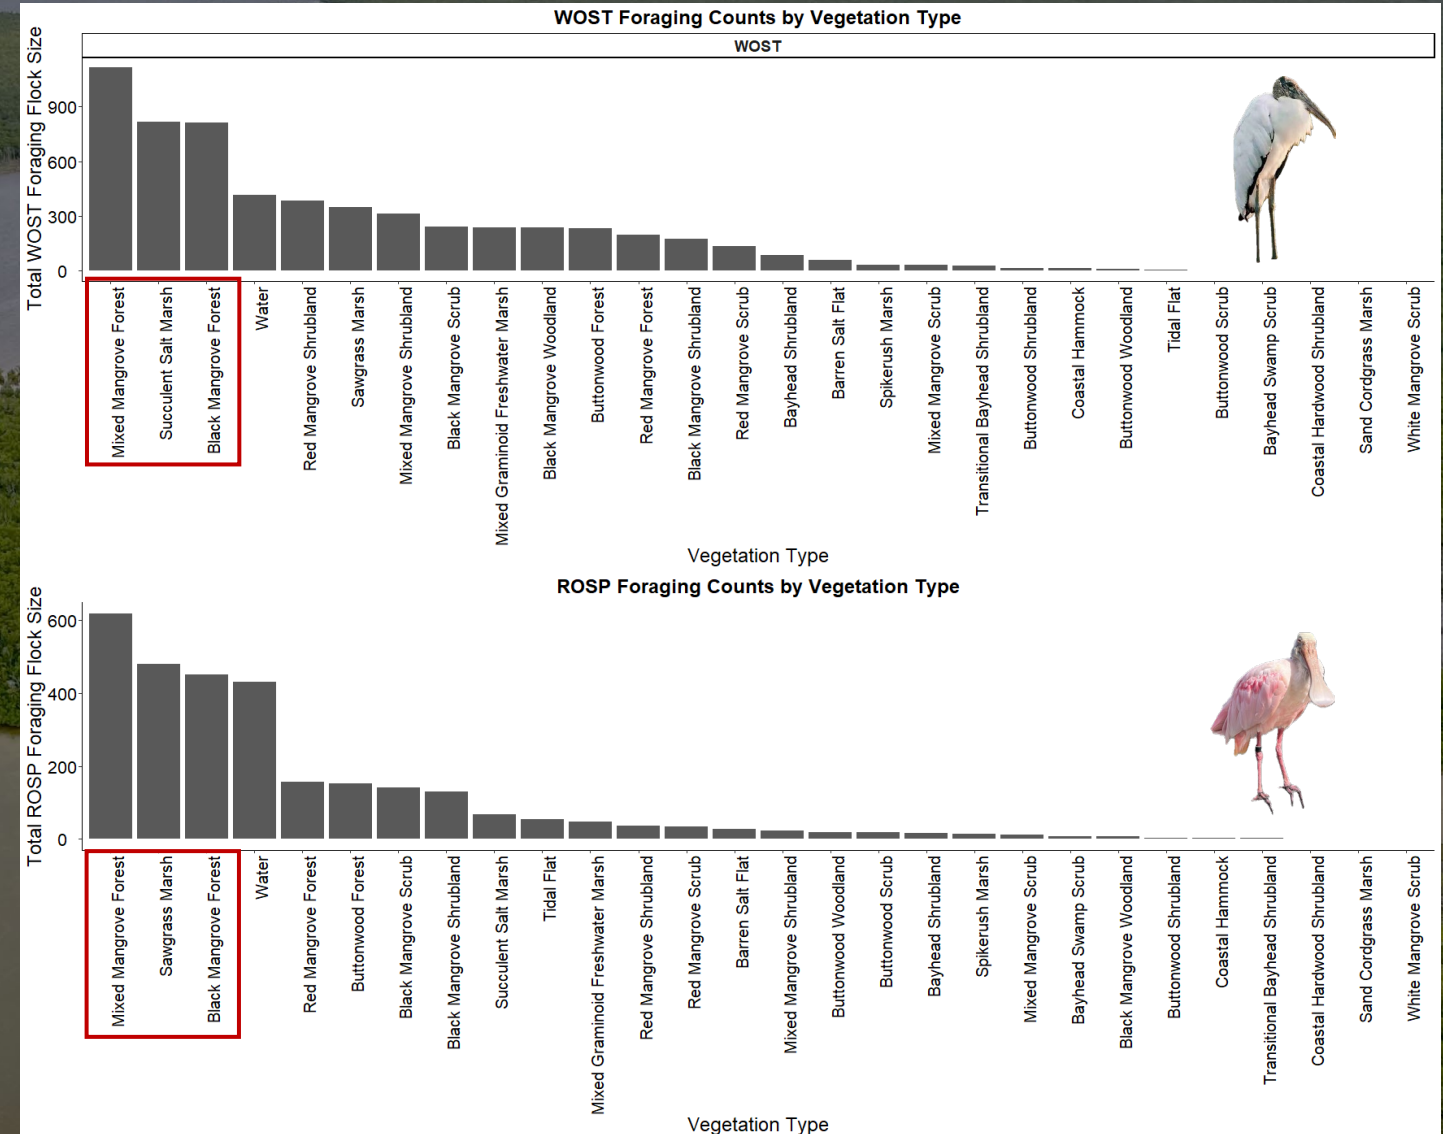 WOST Foraging Counts by Vegetation Type
WOST
Total WOST Foraging Flock Size
900
600
300
0
Mixed Mangrove Forest
Succulent Salt Marsh
Black Mangrove Forest
Water
Red Mangrove Shrubland
Sawgrass Marsh
Mixed Mangrove Shrubland
Black Mangrove Scrub
Mixed Graminoid Freshwater Marsh
Black Mangrove Woodland
Buttonwood Forest
Red Mangrove Forest
Black Mangrove Shrubland
Red Mangrove Scrub
Bayhead Shrubland
Barren Salt Flat
Spikerush Marsh
Mixed Mangrove Scrub
Transitional Bayhead Shrubland
Buttonwood Shrubland
Coastal Hammock
Buttonwood Woodland
Tidal Flat
Buttonwood Scrub
Bayhead Swamp Scrub
Coastal Hardwood Shrubland
Sand Cordgrass Marsh
White Mangrove Scrub
Vegetation Type
ROSP Foraging Counts by Vegetation Type
Total ROSP Foraging Flock Size
600
400
200
0
Mixed Mangrove Forest
Sawgrass Marsh
Black Mangrove Forest
Water
Red Mangrove Forest
Buttonwood Forest
Black Mangrove Scrub
Black Mangrove Shrubland
Succulent Salt Marsh
Tidal Flat
Mixed Graminoid Freshwater Marsh
Red Mangrove Shrubland
Red Mangrove Scrub
Barren Salt Flat
Mixed Mangrove Shrubland
Buttonwood Woodland
Buttonwood Scrub
Bayhead Shrubland
Spikerush Marsh
Mixed Mangrove Scrub
Bayhead Swamp Scrub
Black Mangrove Woodland
Buttonwood Shrubland
Coastal Hammock
Transitional Bayhead Shrubland
Coastal Hardwood Shrubland
Sand Cordgrass Marsh
White Mangrove Scrub
Vegetation Type